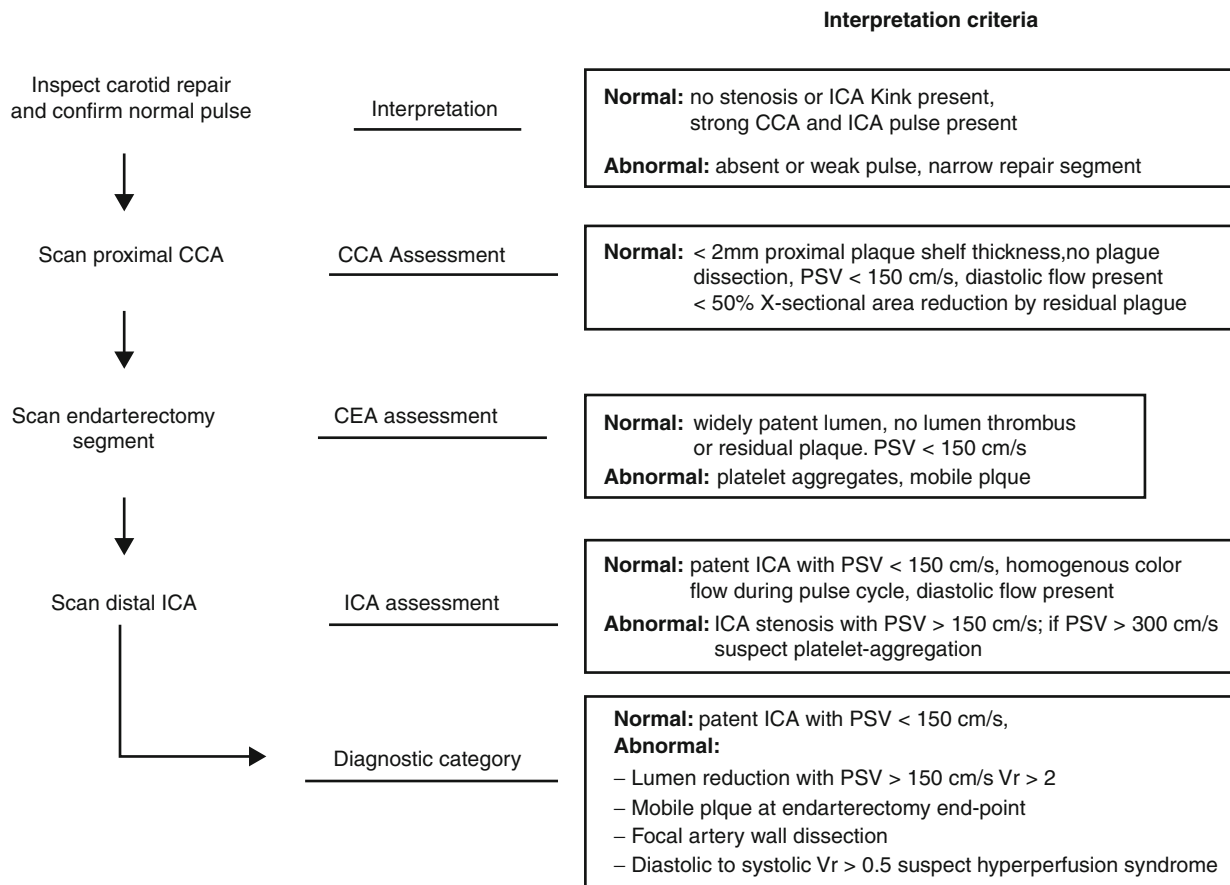 Interpretation criteria
Inspect carotid repair
and confirm normal pulse
Interpretation
Normal: no stenosis or ICA Kink present,
strong CCA and ICA pulse present
Abnormal: absent or weak pulse, narrow repair segment
Scan proximal CCA
CCA Assessment
Normal: < 2mm proximal plaque shelf thickness,no plague
dissection, PSV < 150 cm/s, diastolic flow present
< 50% X-sectional area reduction by residual plague
Scan endarterectomy
segment
CEA assessment
Normal: widely patent lumen, no lumen thrombus
or residual plaque. PSV < 150 cm/s
Abnormal: platelet aggregates, mobile plque
Scan distal ICA
ICA assessment
Normal: patent ICA with PSV < 150 cm/s, homogenous color
flow during pulse cycle, diastolic flow present
Abnormal: ICA stenosis with PSV > 150 cm/s; if PSV > 300 cm/s
suspect platelet-aggregation
Diagnostic category
Normal: patent ICA with PSV < 150 cm/s,
Abnormal:
– Lumen reduction with PSV > 150 cm/s Vr > 2
– Mobile plque at endarterectomy end-point
– Focal artery wall dissection
– Diastolic to systolic Vr > 0.5 suspect hyperperfusion syndrome